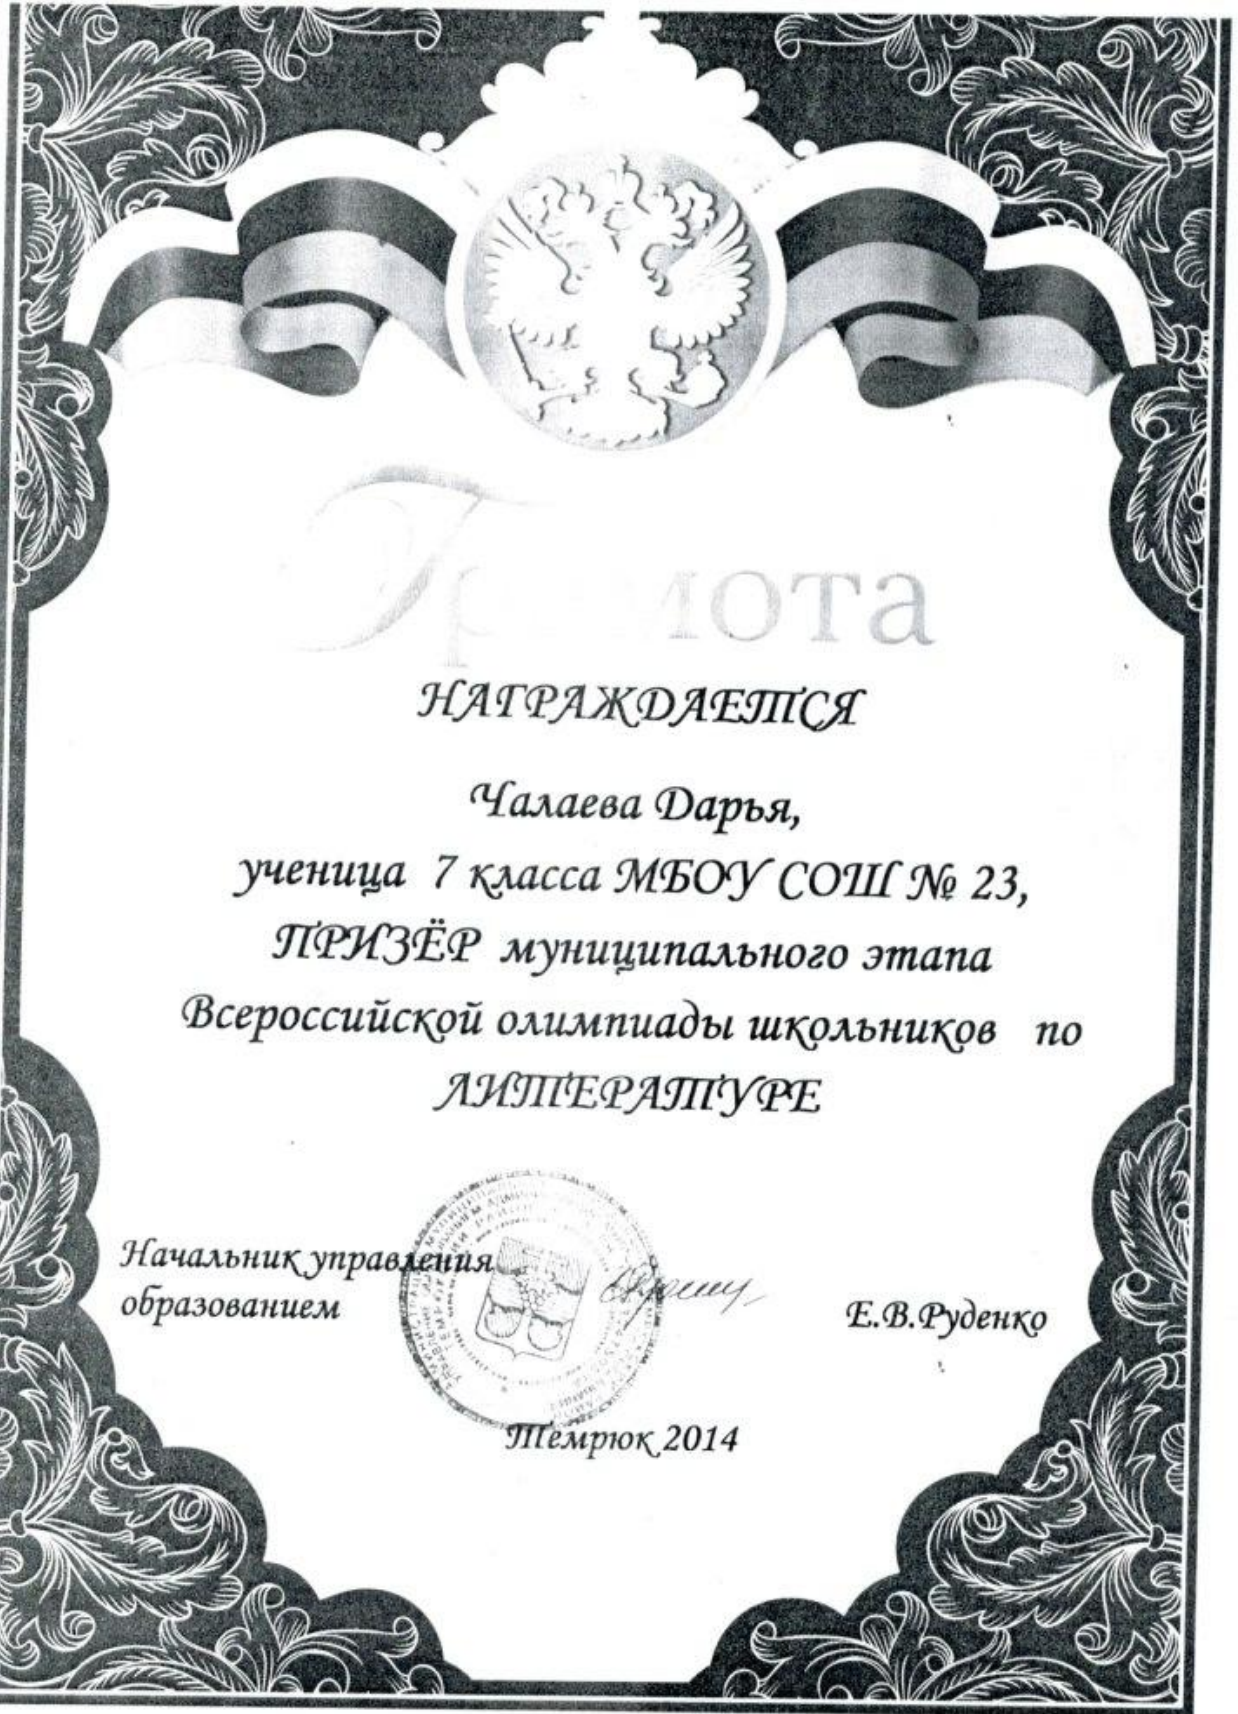 Грамота
НАГРАЖДАЕТСЯ
Чалаева Дарья,
ученица 7 класса МБОУ СОШ № 23,
ПРИЗЁР муниципального этапа
Всероссийской олимпиады школьников по
ЛИТЕРАТУРЕ
Начальник управления
образованием
Е.В.Руденко
Темрюк 2014